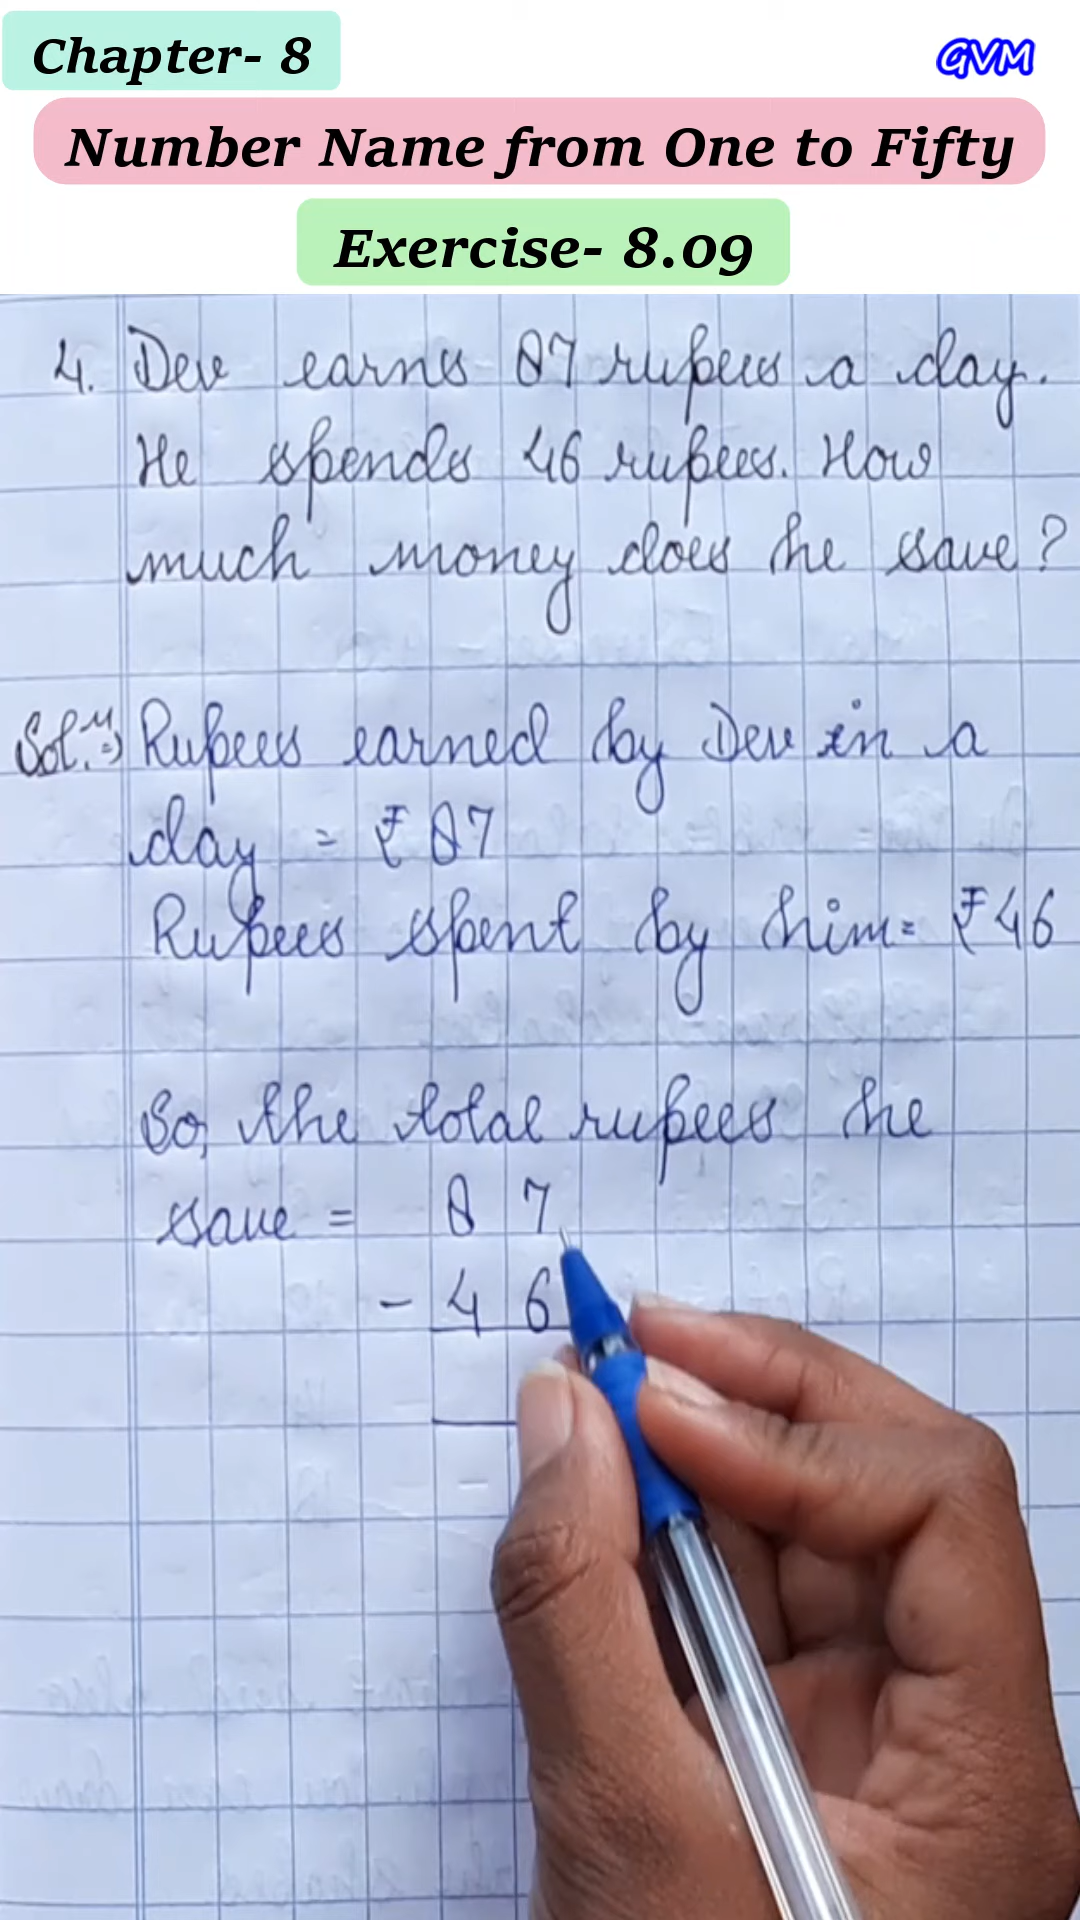 Chapter- 8
GVM
Number Name from One to Fifty
Exercise- 8.09
4. Dev earns 87 rupees a day.
He spends 46 rupees. How
much money does he save?
Sol.ⁿ ⇒ Rupees earned by Dev in a
day = ₹ 87
Rupees spent by him = ₹46
So, the total rupees he
save = 8 7
- 4 6